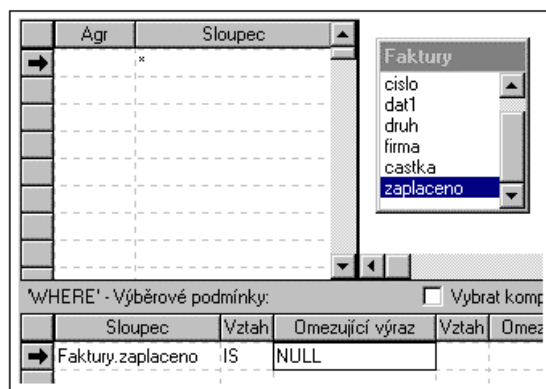 Agr Sloupec
*
Faktury
cislo
dat1
druh
firma
castka
zaplaceno
'WHERE' - Výběrové podmínky: Vybrat komp
Sloupec Vztah Omezující výraz Vztah Omez
Faktury.zaplaceno IS NULL